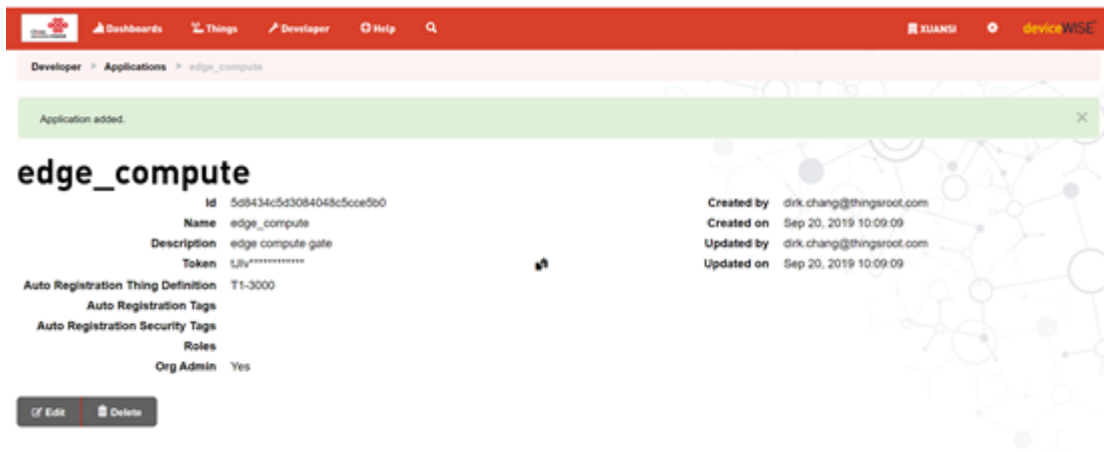 Dashboards Things Developer Help XUANSI deviceWISE
Developer Applications edge_compute
Application added.
edge_compute
Id 5d8434c5d3084048c5cce5b0 Created by dirk.chang@thingsroot.com
Name edge_compute Created on Sep 20, 2019 10:09:09
Description edge compute gate Updated by dirk.chang@thingsroot.com
Token Updated on Sep 20, 2019 10:09:09
Auto Registration Thing Definition T1-3000
Auto Registration Tags
Auto Registration Security Tags
Roles
Org Admin Yes
Edit Delete